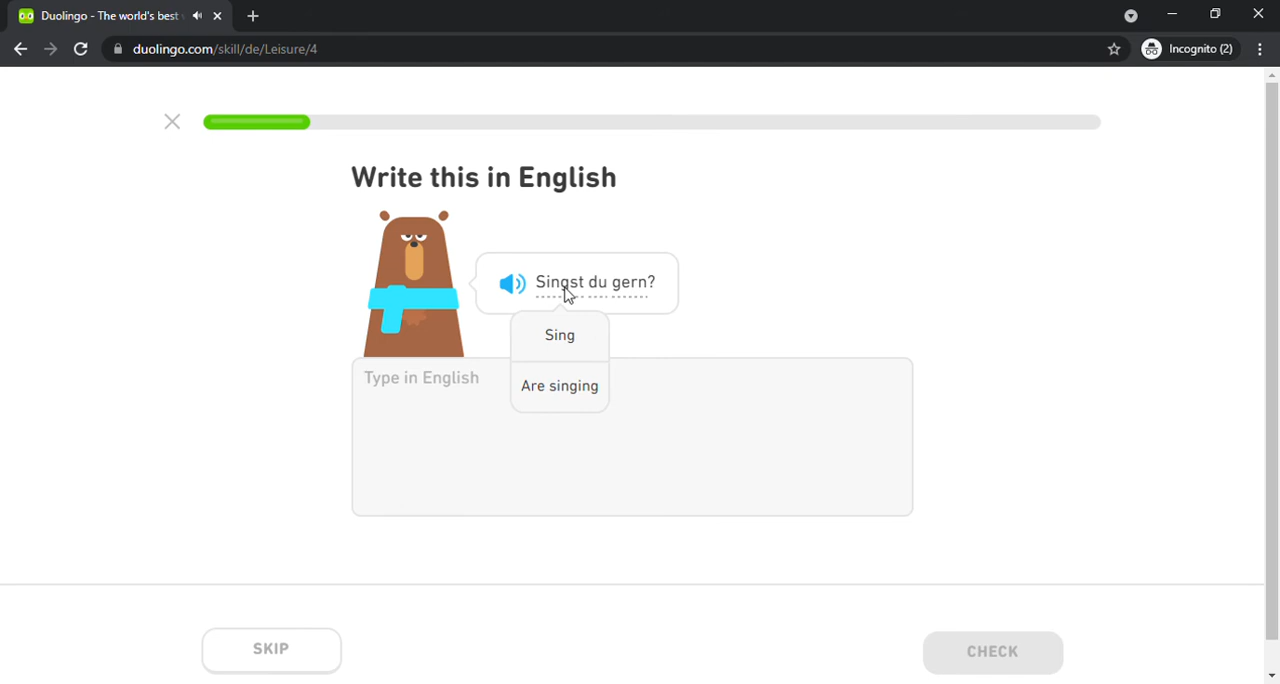 Duolingo - The world's best
duolingo.com/skill/de/Leisure/4
Incognito (2)
Write this in English
Singst du gern?
Sing
Are singing
Type in English
SKIP
CHECK